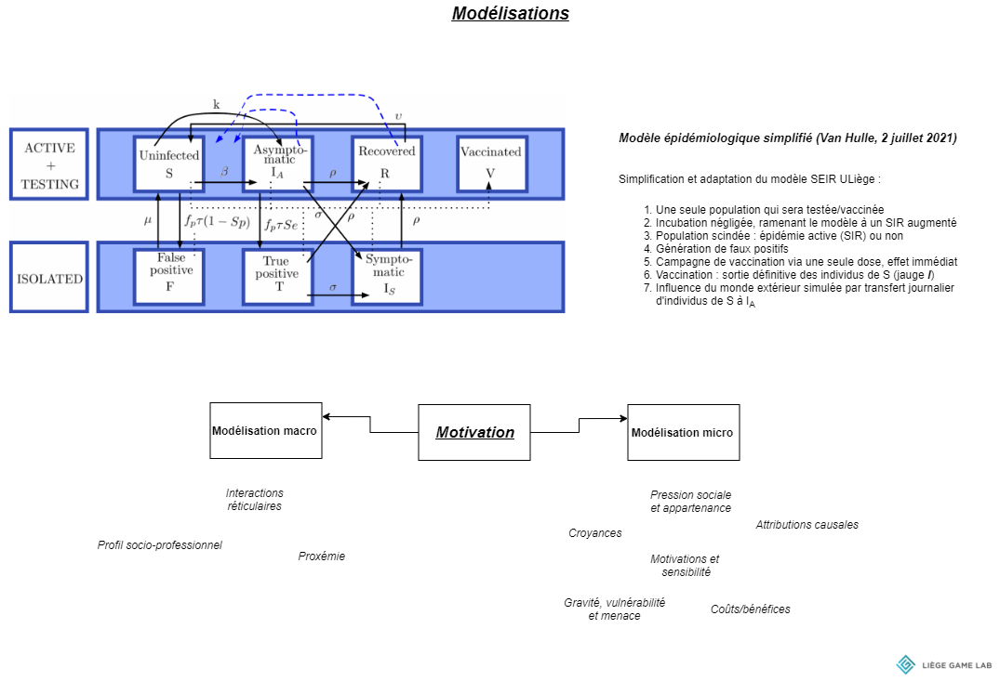 Modélisations
k
υ
ACTIVE
+
TESTING
Uninfected
S
β
Asympto-
matic
I_A
ρ
Recovered
R
Vaccinated
V
μ
f_pτ(1 − Sp)
f_pτSe
σ
ρ
ρ
ISOLATED
False
positive
F
True
positive
T
σ
Sympto-
matic
I_S
Modèle épidémiologique simplifié (Van Hulle, 2 juillet 2021)
Simplification et adaptation du modèle SEIR ULiège :
1. Une seule population qui sera testée/vaccinée
2. Incubation négligée, ramenant le modèle à un SIR augmenté
3. Population scindée : épidémie active (SIR) ou non
4. Génération de faux positifs
5. Campagne de vaccination via une seule dose, effet immédiat
6. Vaccination : sortie définitive des individus de S (jauge I)
7. Influence du monde extérieur simulée par transfert journalier
d'individus de S à I_A
Modélisation macro
Motivation
Modélisation micro
Interactions
réticulaires
Profil socio-professionnel
Proxémie
Pression sociale
et appartenance
Attributions causales
Croyances
Motivations et
sensibilité
Gravité, vulnérabilité
et menace
Coûts/bénéfices
LIÈGE GAME LAB